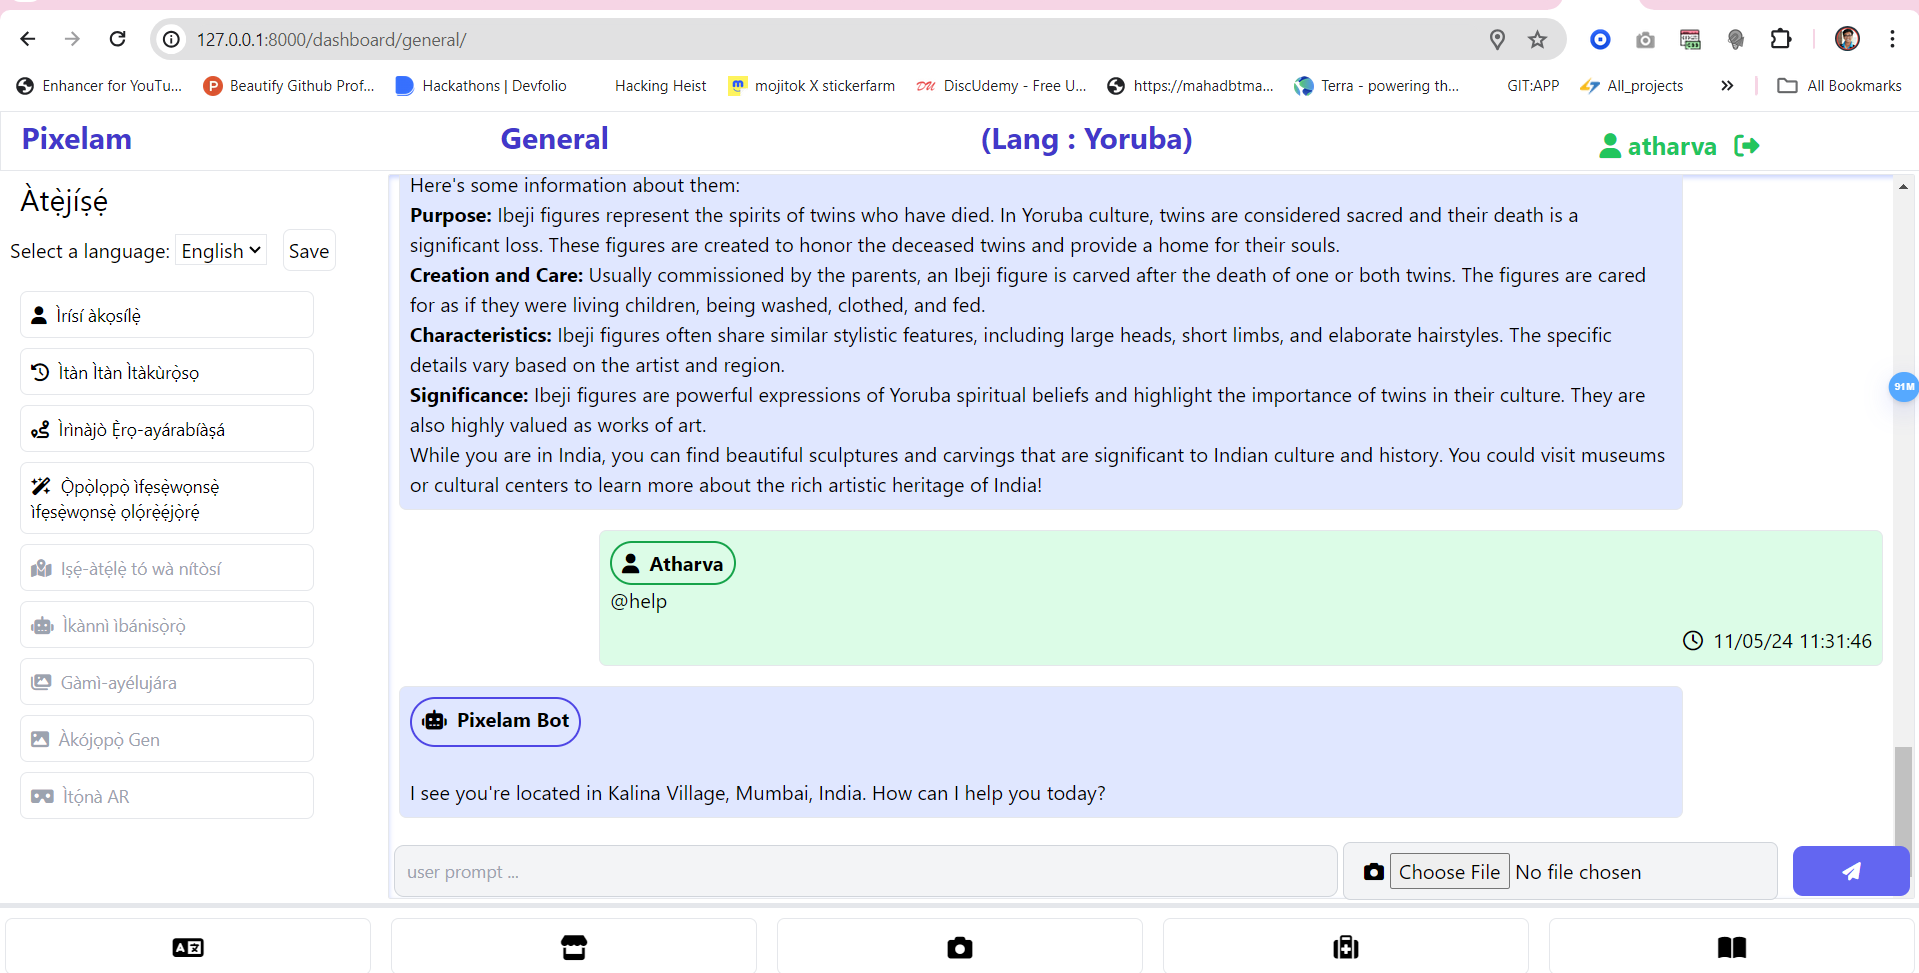 127.0.0.1:8000/dashboard/general/
Enhancer for YouTu... Beautify Github Prof... Hackathons | Devfolio Hacking Heist mojitok X stickerfarm DiscUdemy - Free U... https://mahadbtma... Terra - powering th... GIT:APP All_projects » All Bookmarks
Pixelam General (Lang : Yoruba) atharva
Àtẹ̀jíṣẹ́
Select a language: English Save
Ìrísí àkọsílẹ̀
Ìtàn Ìtàn Ìtàkùrọ̀sọ
Ìrìnàjò Ẹ̀rọ-ayárabíàṣá
Ọ̀pọ̀lọpọ̀ ìfẹsẹ̀wọnsẹ̀
ìfẹsẹ̀wọnsẹ̀ ọlọ́rẹ̀ẹ́jọ̀rẹ́
Iṣẹ́-àtẹ́lẹ̀ tó wà nítòsí
Ìkànnì ìbánisọ̀rọ̀
Gàmì-ayélujára
Àkójọpọ̀ Gen
Ìtọ́nà AR
Here's some information about them:
Purpose: Ibeji figures represent the spirits of twins who have died. In Yoruba culture, twins are considered sacred and their death is a
significant loss. These figures are created to honor the deceased twins and provide a home for their souls.
Creation and Care: Usually commissioned by the parents, an Ibeji figure is carved after the death of one or both twins. The figures are cared
for as if they were living children, being washed, clothed, and fed.
Characteristics: Ibeji figures often share similar stylistic features, including large heads, short limbs, and elaborate hairstyles. The specific
details vary based on the artist and region.
Significance: Ibeji figures are powerful expressions of Yoruba spiritual beliefs and highlight the importance of twins in their culture. They are
also highly valued as works of art.
While you are in India, you can find beautiful sculptures and carvings that are significant to Indian culture and history. You could visit museums
or cultural centers to learn more about the rich artistic heritage of India!
Atharva
@help
11/05/24 11:31:46
Pixelam Bot
I see you're located in Kalina Village, Mumbai, India. How can I help you today?
user prompt ... Choose File No file chosen
91M